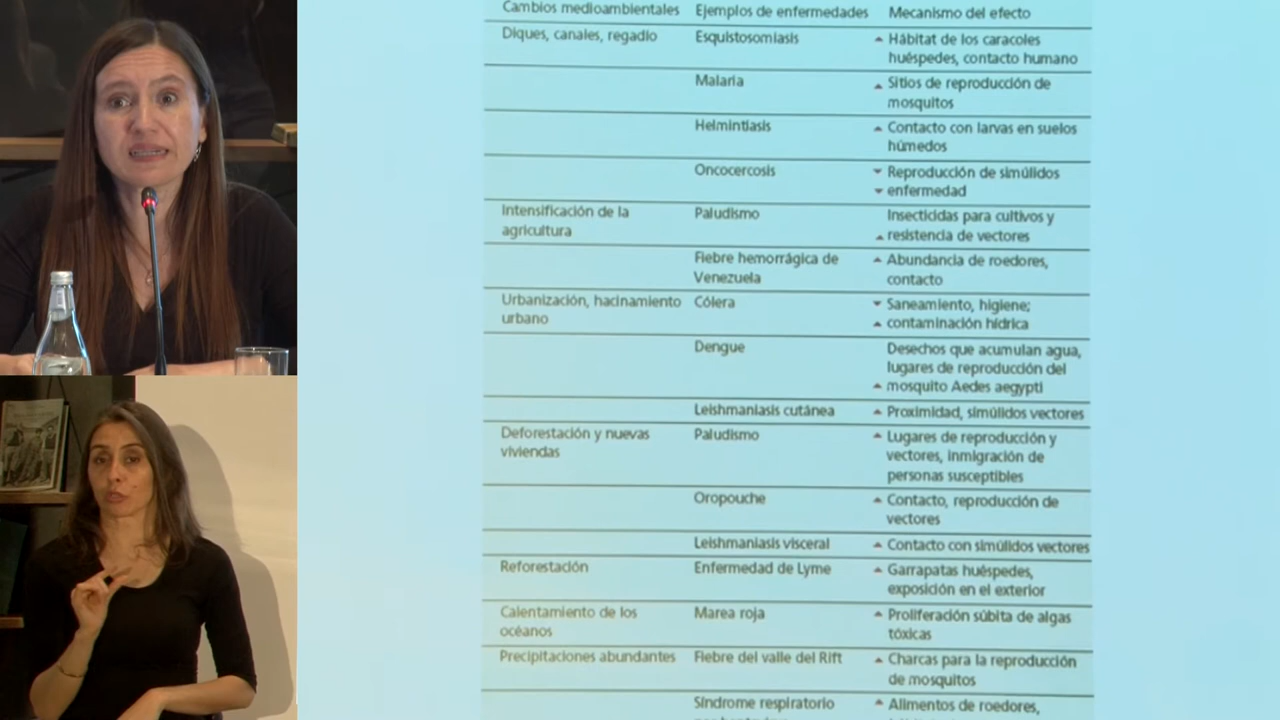 Cambios medioambientales Ejemplos de enfermedades Mecanismo del efecto
Diques, canales, regadio Esquistosomiasis Hábitat de los caracoles
huéspedes, contacto humano
Malaria Sitios de reproducción de
mosquitos
Helmintiasis Contacto con larvas en suelos
húmedos
Oncocercosis Reproducción de simúlidos
enfermedad
Intensificación de la Paludismo Insecticidas para cultivos y
agricultura resistencia de vectores
Fiebre hemorrágica de Abundancia de roedores,
Venezuela contacto
Urbanización, hacinamiento Cólera Saneamiento, higiene;
urbano contaminación hídrica
Dengue Desechos que acumulan agua,
lugares de reproducción del
mosquito Aedes aegypti
Leishmaniasis cutánea Proximidad, simúlidos vectores
Deforestación y nuevas Paludismo Lugares de reproducción y
viviendas vectores, inmigración de
personas susceptibles
Oropouche Contacto, reproducción de
vectores
Leishmaniasis visceral Contacto con simúlidos vectores
Reforestación Enfermedad de Lyme Garrapatas huéspedes,
exposición en el exterior
Calentamiento de los Marea roja Proliferación súbita de algas
océanos tóxicas
Precipitaciones abundantes Fiebre del valle del Rift Charcas para la reproducción
de mosquitos
Síndrome respiratorio Alimentos de roedores,